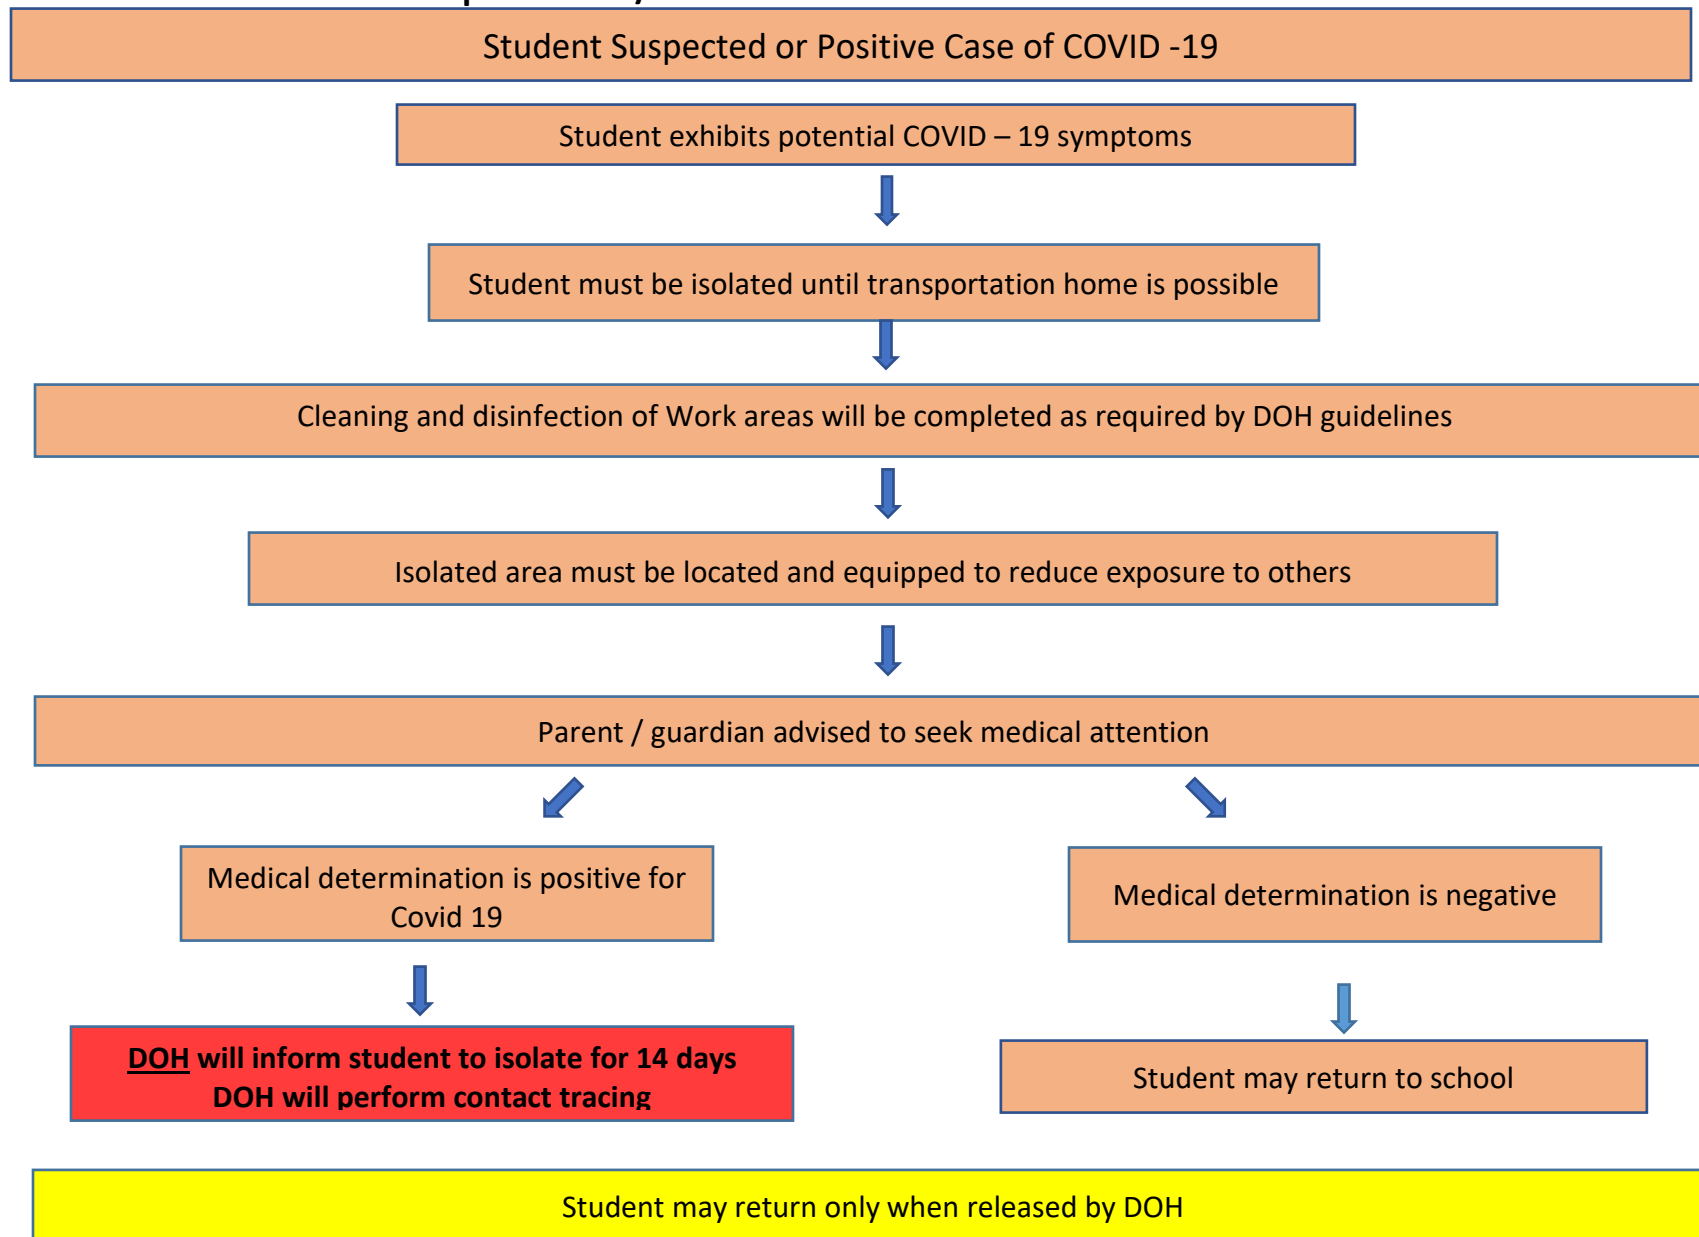 Student Suspected or Positive Case of COVID -19
Student exhibits potential COVID – 19 symptoms
Student must be isolated until transportation home is possible
Cleaning and disinfection of Work areas will be completed as required by DOH guidelines
Isolated area must be located and equipped to reduce exposure to others
Parent / guardian advised to seek medical attention
Medical determination is positive for
Covid 19
Medical determination is negative
DOH will inform student to isolate for 14 days
DOH will perform contact tracing
Student may return to school
Student may return only when released by DOH